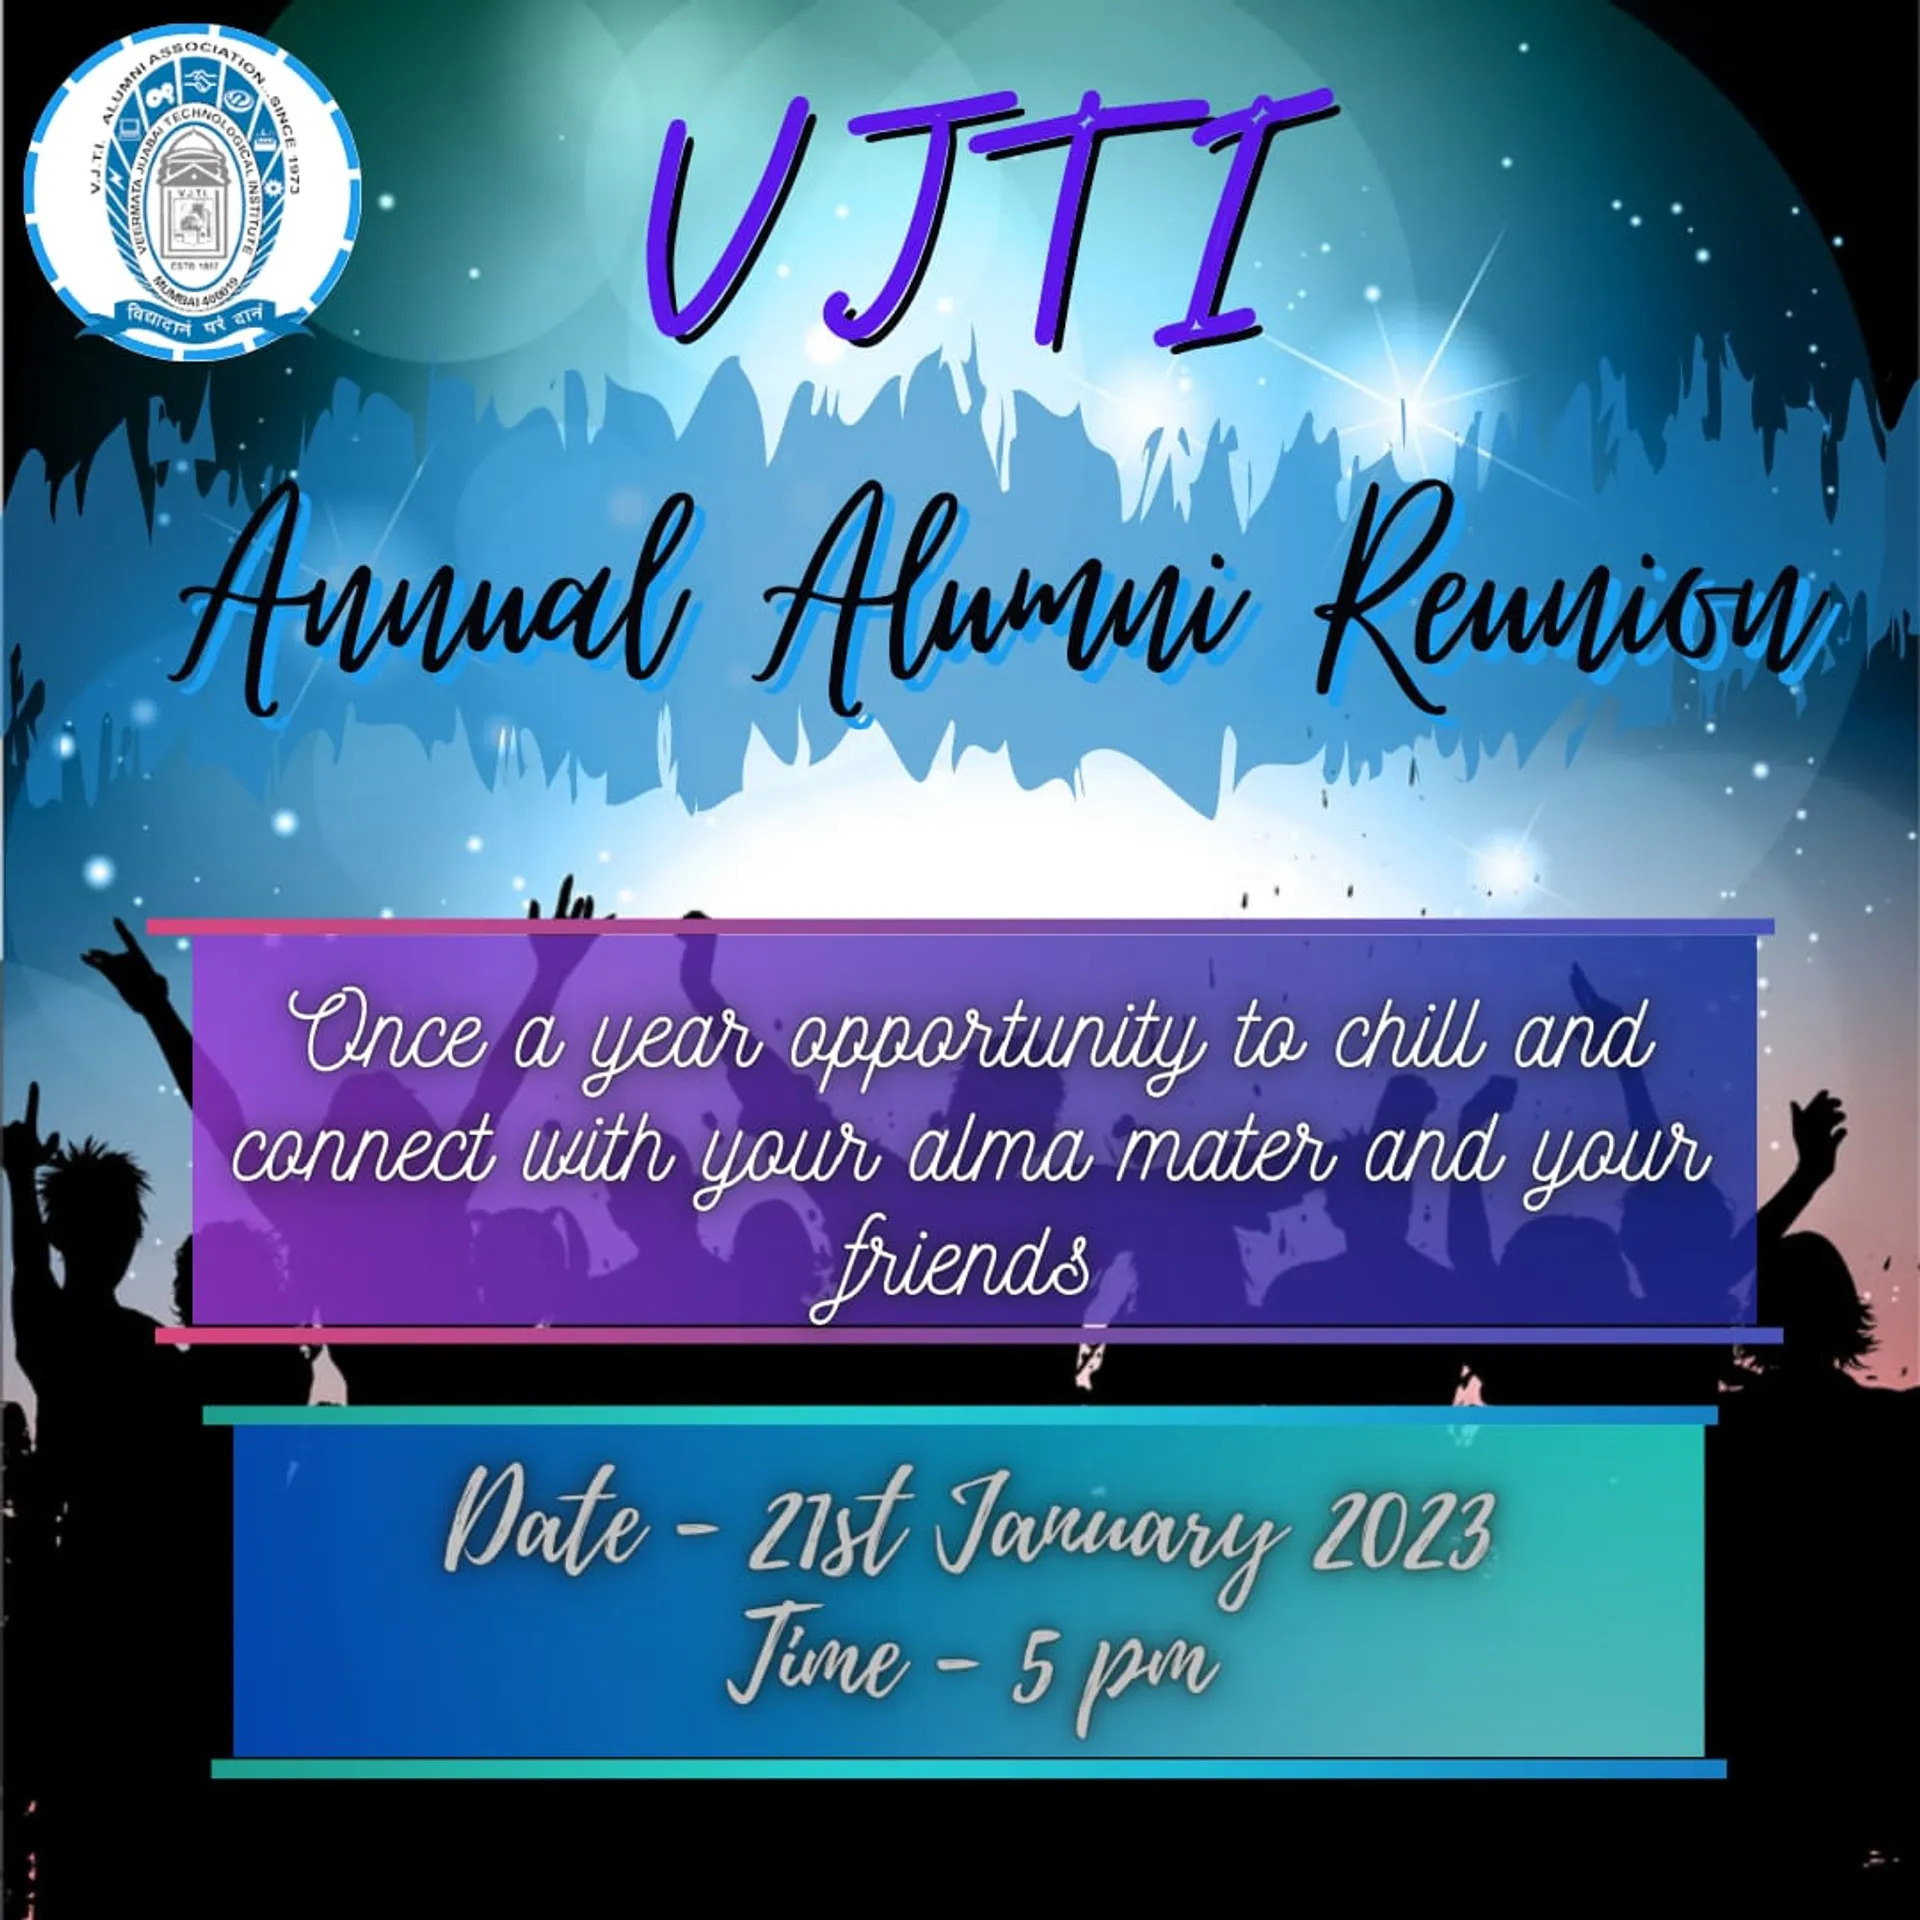 V.J.T.I. ALUMNI ASSOCIATION...SINCE 1973
VEERMATA JIJABAI TECHNOLOGICAL INSTITUTE
V.J.T.I.
ESTD 1887
MUMBAI 400019
विद्यादानं परं दानं
VJTI
Annual Alumni Reunion
Once a year opportunity to chill and
connect with your alma mater and your
friends
Date - 21st January 2023
Time - 5 pm